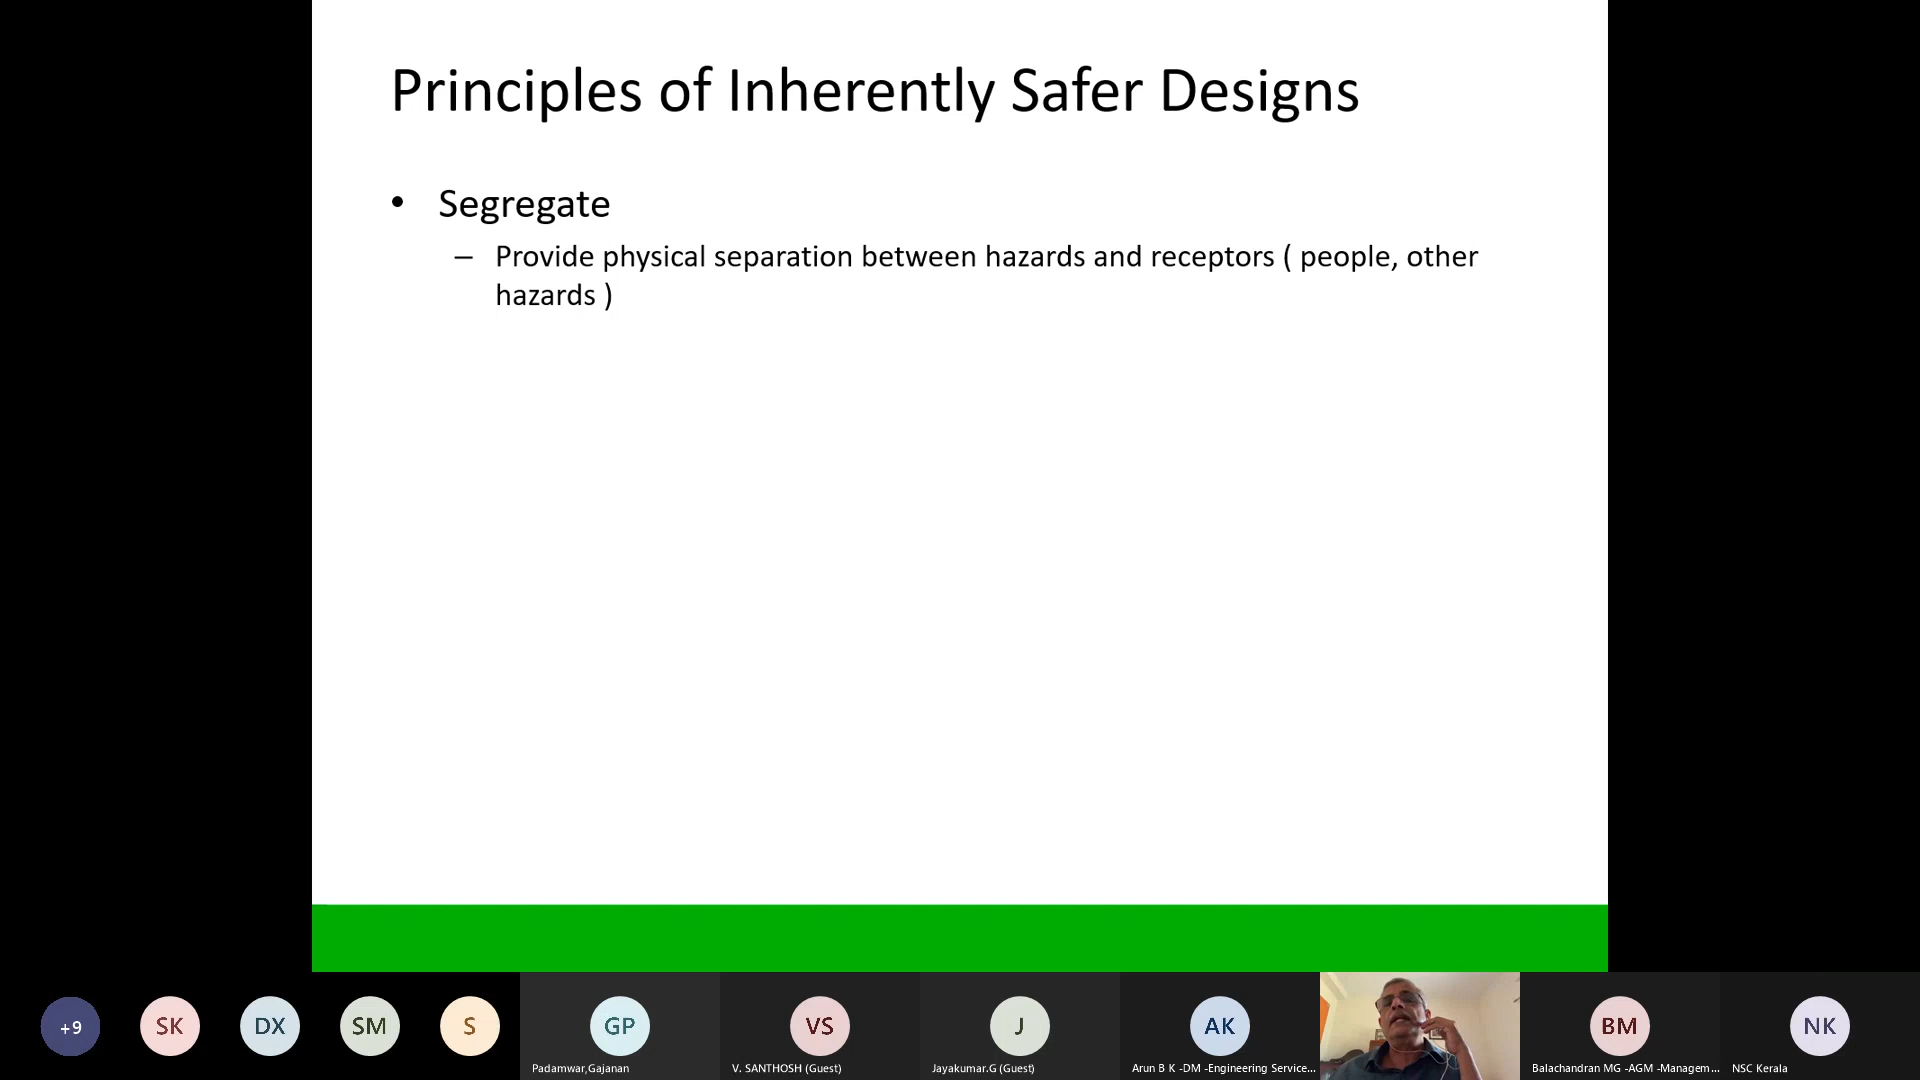 Principles of Inherently Safer Designs
• Segregate
– Provide physical separation between hazards and receptors ( people, other
hazards )
+9
SK
DX
SM
S
GP
VS
J
AK
BM
NK
Padamwar,Gajanan
V. SANTHOSH (Guest)
Jayakumar.G (Guest)
Arun B K -DM -Engineering Service...
Balachandran MG -AGM -Managem...
NSC Kerala